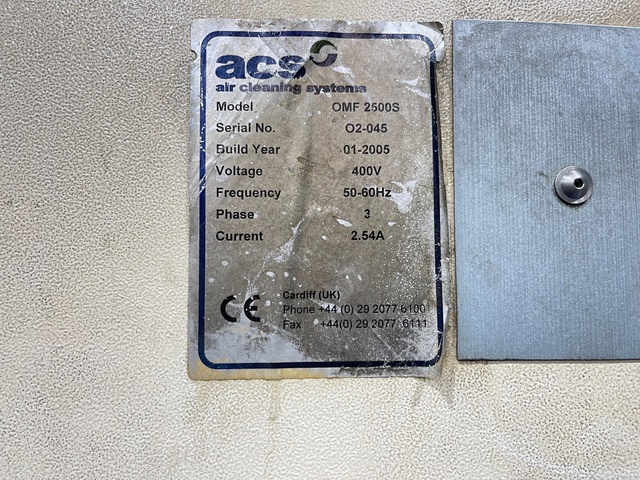 acs
air cleaning systems
Model OMF 2500S
Serial No. O2-045
Build Year 01-2005
Voltage 400V
Frequency 50-60Hz
Phase 3
Current 2.54A
CE
Cardiff (UK)
Phone +44 (0) 29 2077 6100
Fax +44(0) 29 2077 6111